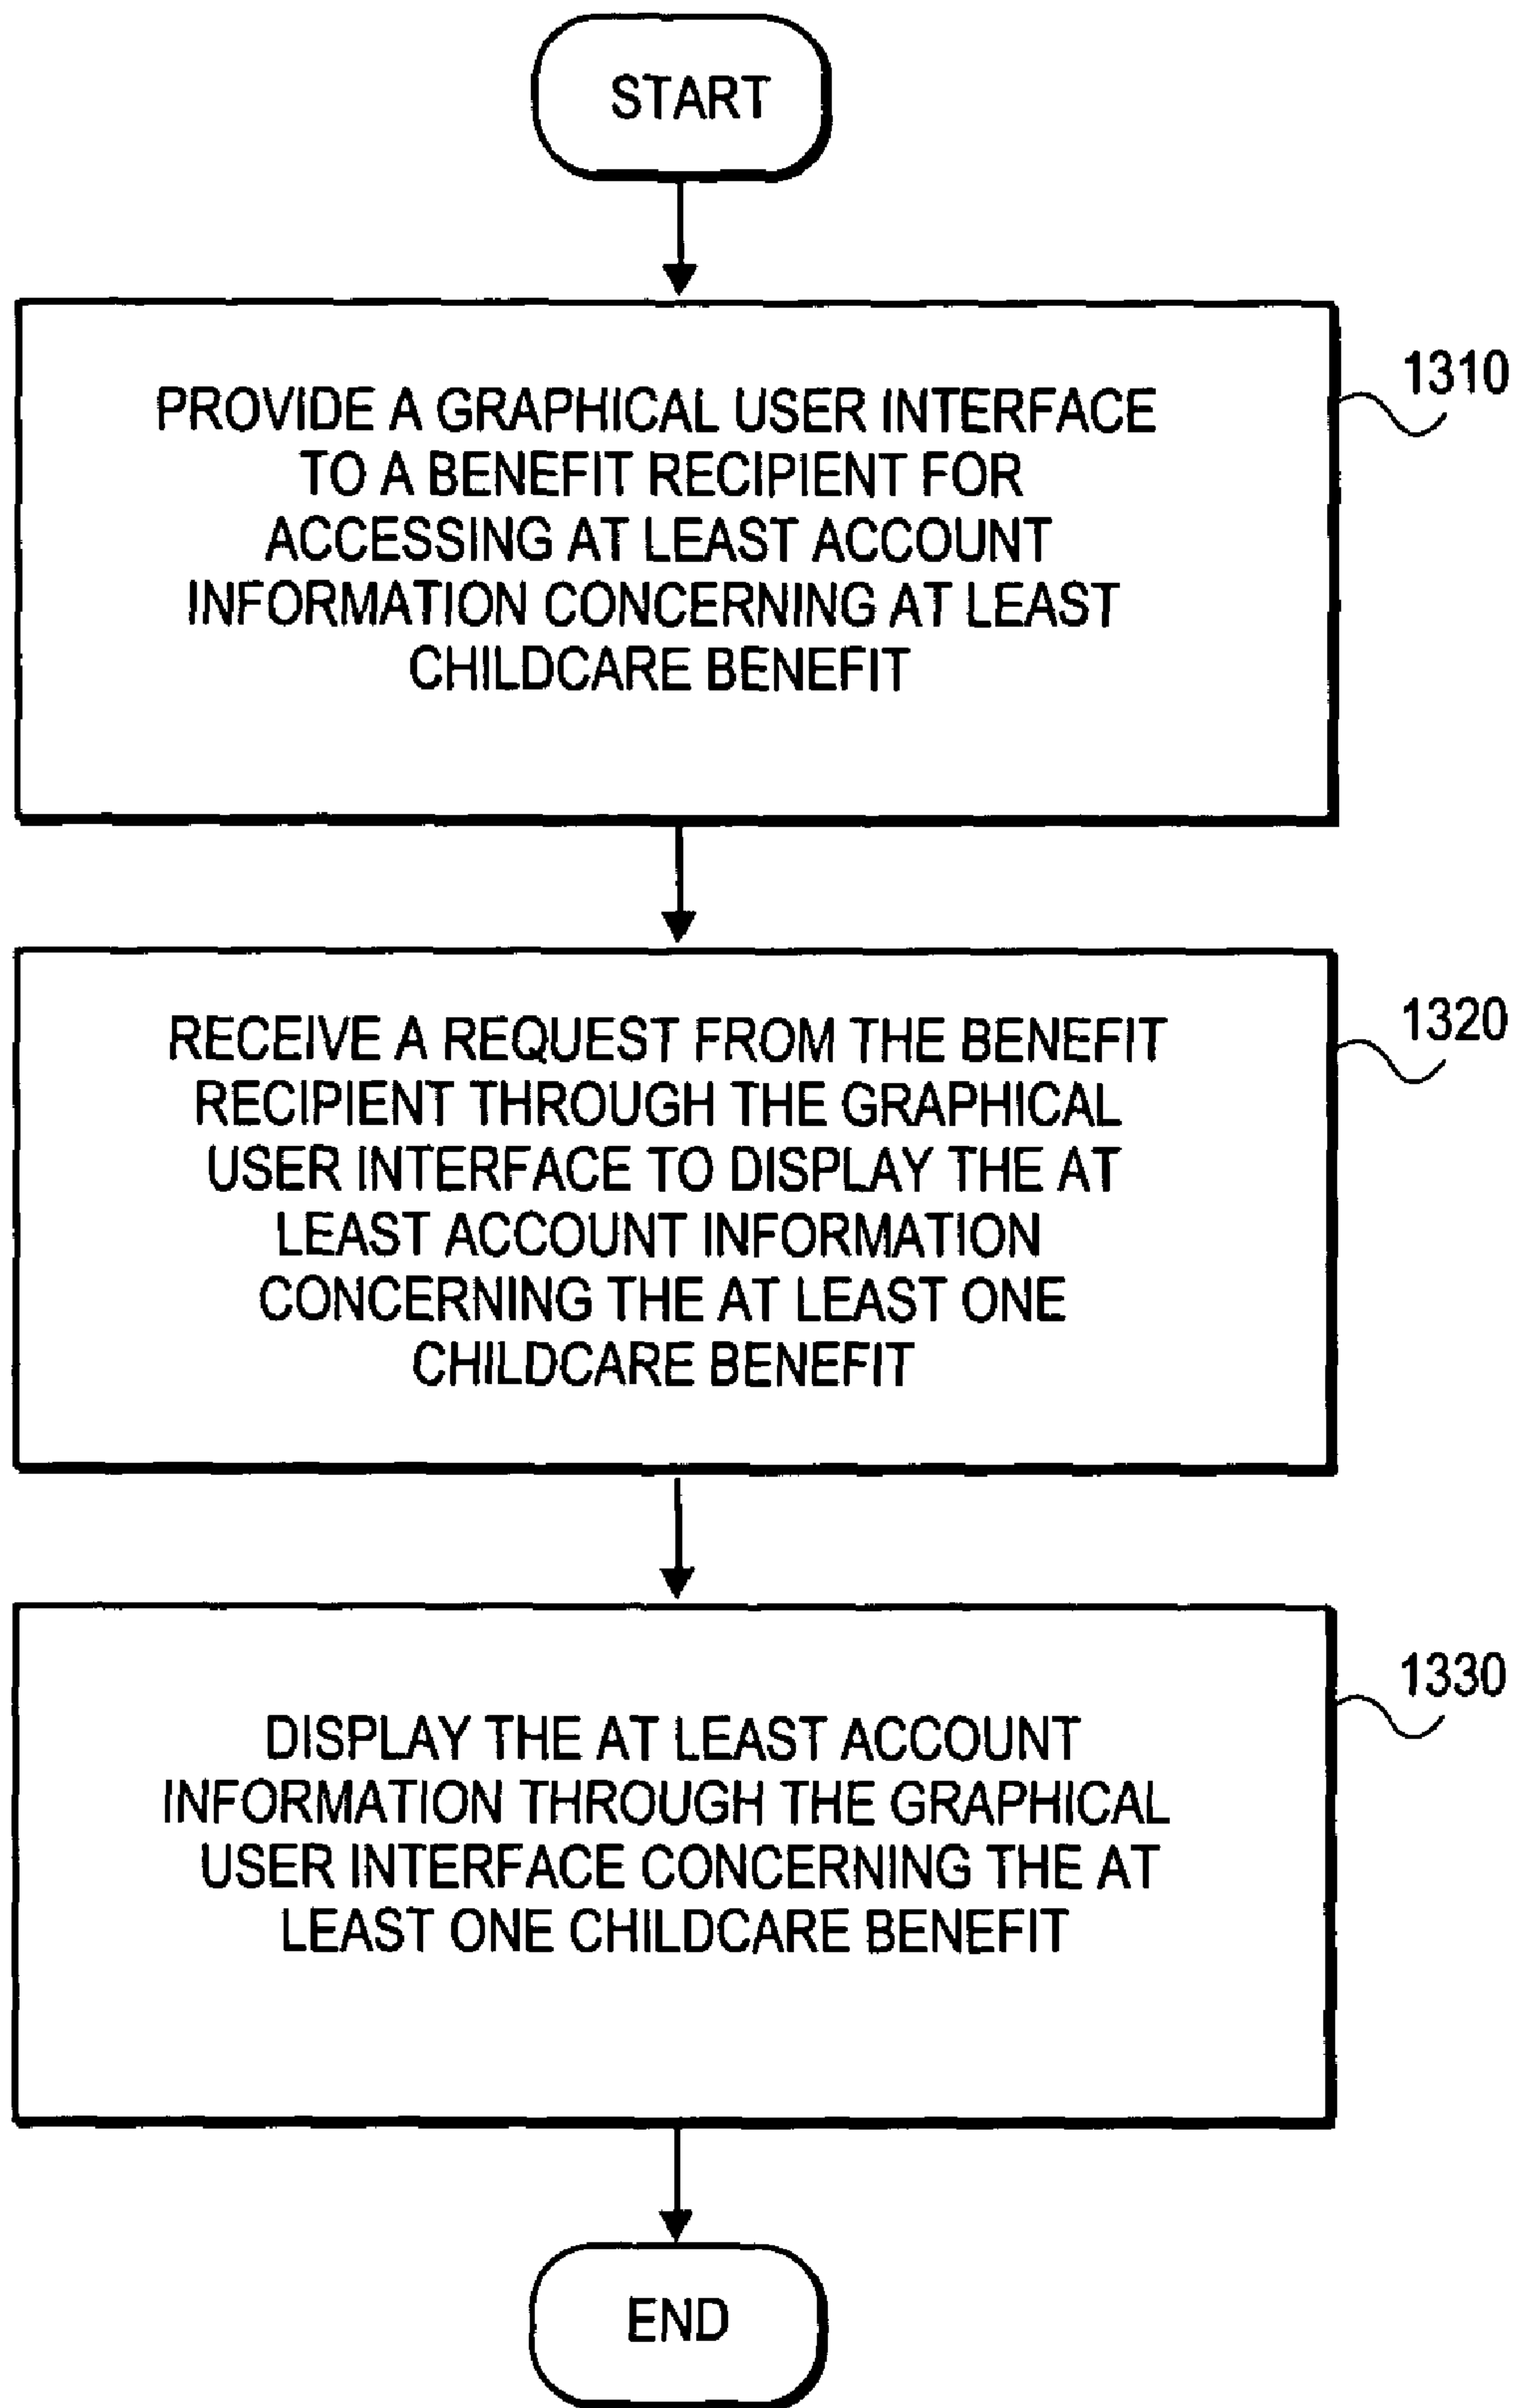 START
PROVIDE A GRAPHICAL USER INTERFACE
TO A BENEFIT RECIPIENT FOR
ACCESSING AT LEAST ACCOUNT
INFORMATION CONCERNING AT LEAST
CHILDCARE BENEFIT
1310
RECEIVE A REQUEST FROM THE BENEFIT
RECIPIENT THROUGH THE GRAPHICAL
USER INTERFACE TO DISPLAY THE AT
LEAST ACCOUNT INFORMATION
CONCERNING THE AT LEAST ONE
CHILDCARE BENEFIT
1320
DISPLAY THE AT LEAST ACCOUNT
INFORMATION THROUGH THE GRAPHICAL
USER INTERFACE CONCERNING THE AT
LEAST ONE CHILDCARE BENEFIT
1330
END